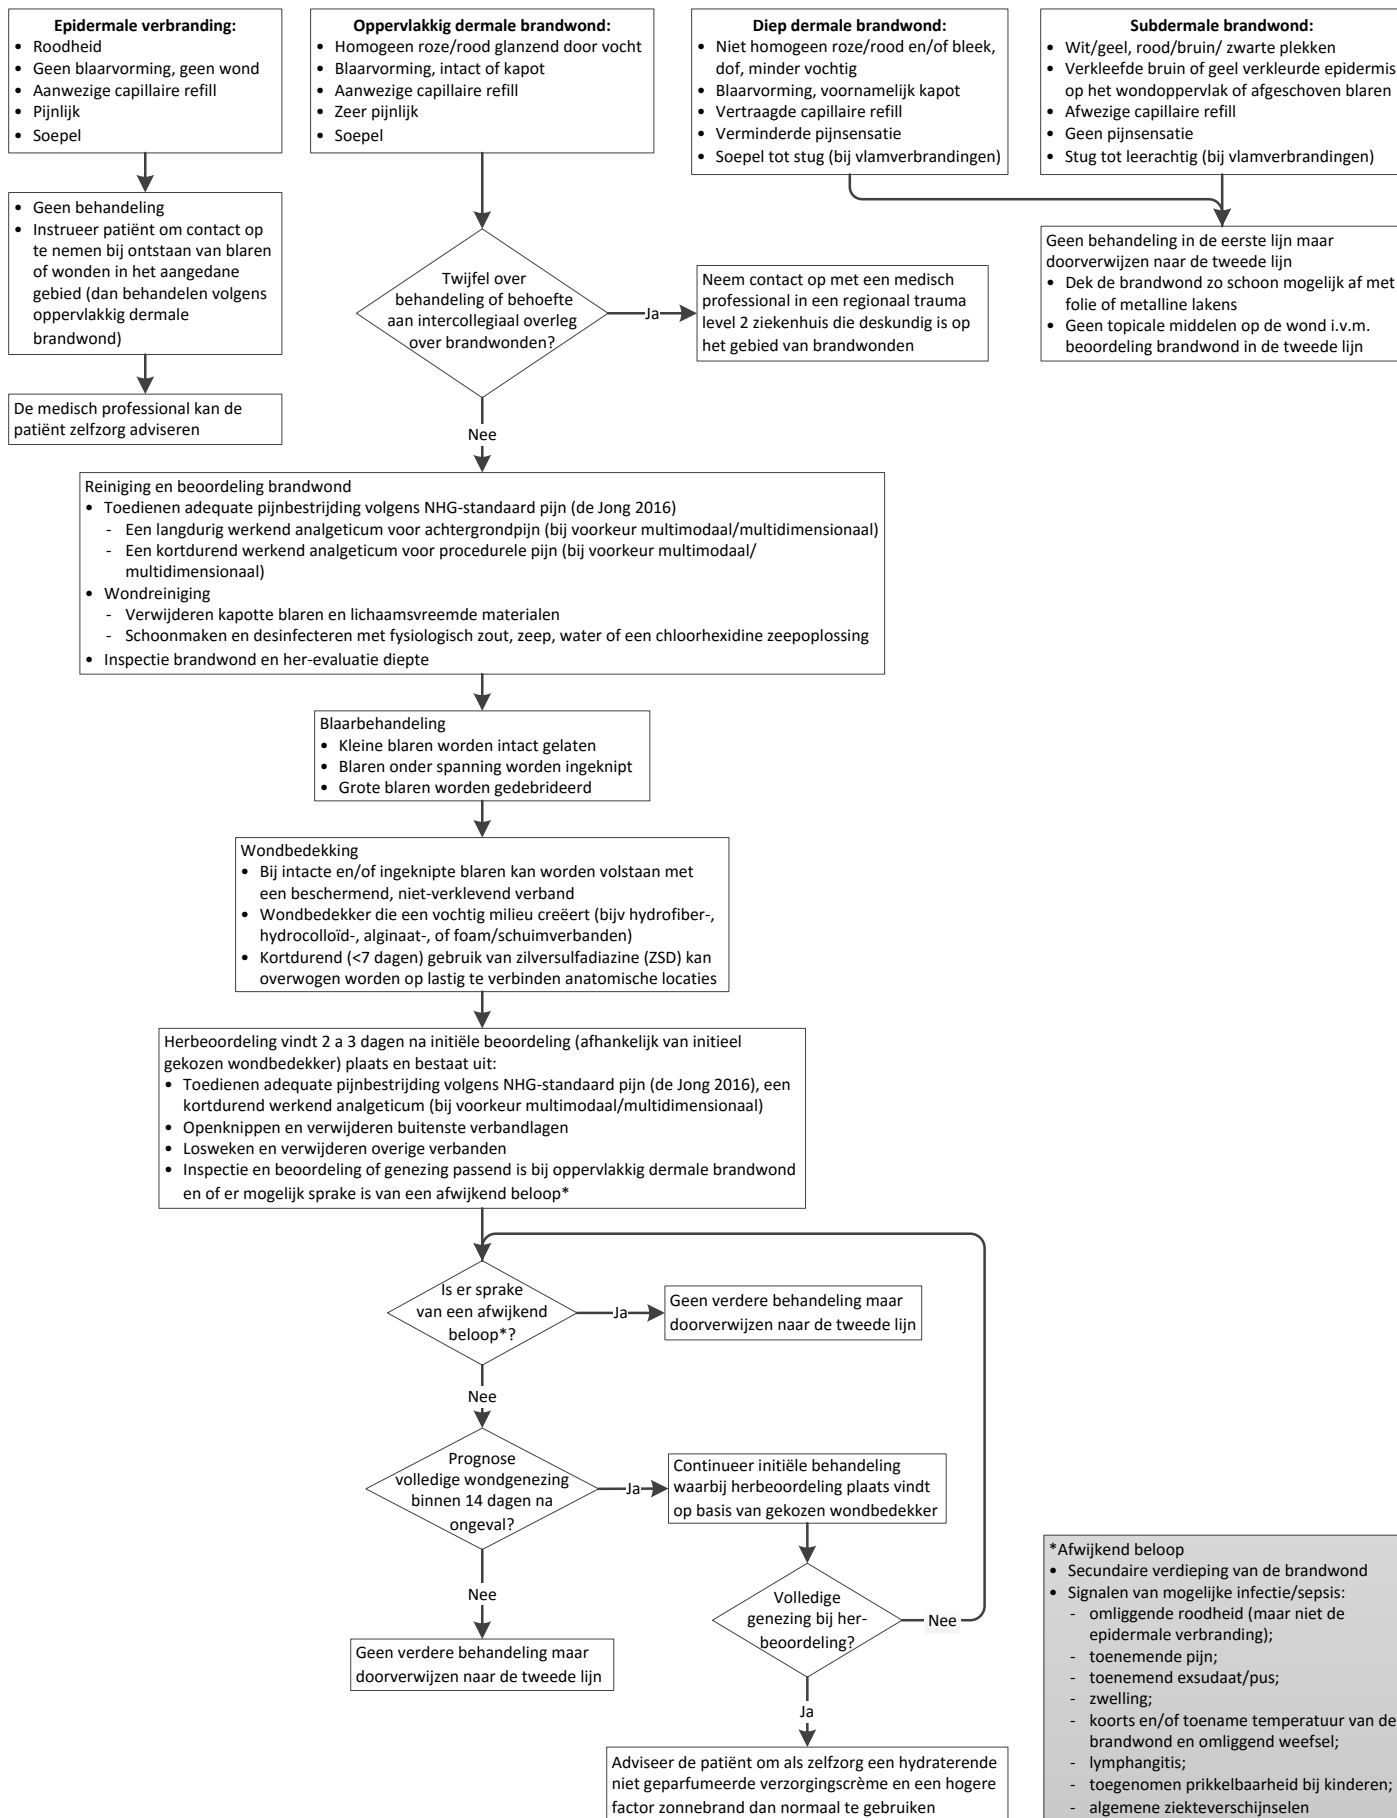 Epidermale verbranding:
• Roodheid
• Geen blaarvorming, geen wond
• Aanwezige capillaire refill
• Pijnlijk
• Soepel
Oppervlakkig dermale brandwond:
• Homogeen roze/rood glanzend door vocht
• Blaarvorming, intact of kapot
• Aanwezige capillaire refill
• Zeer pijnlijk
• Soepel
Diep dermale brandwond:
• Niet homogeen roze/rood en/of bleek,
dof, minder vochtig
• Blaarvorming, voornamelijk kapot
• Vertraagde capillaire refill
• Verminderde pijnsensatie
• Soepel tot stug (bij vlamverbrandingen)
Subdermale brandwond:
• Wit/geel, rood/bruin/ zwarte plekken
• Verkleefde bruin of geel verkleurde epidermis
op het wondoppervlak of afgeschoven blaren
• Afwezige capillaire refill
• Geen pijnsensatie
• Stug tot leerachtig (bij vlamverbrandingen)
• Geen behandeling
• Instrueer patiënt om contact op
te nemen bij ontstaan van blaren
of wonden in het aangedane
gebied (dan behandelen volgens
oppervlakkig dermale
brandwond)
De medisch professional kan de
patiënt zelfzorg adviseren
Twijfel over
behandeling of behoefte
aan intercollegiaal overleg
over brandwonden?
Ja
Neem contact op met een medisch
professional in een regionaal trauma
level 2 ziekenhuis die deskundig is op
het gebied van brandwonden
Geen behandeling in de eerste lijn maar
doorverwijzen naar de tweede lijn
• Dek de brandwond zo schoon mogelijk af met
folie of metalline lakens
• Geen topicale middelen op de wond i.v.m.
beoordeling brandwond in de tweede lijn
Nee
Reiniging en beoordeling brandwond
• Toedienen adequate pijnbestrijding volgens NHG-standaard pijn (de Jong 2016)
- Een langdurig werkend analgeticum voor achtergrondpijn (bij voorkeur multimodaal/multidimensionaal)
- Een kortdurend werkend analgeticum voor procedurele pijn (bij voorkeur multimodaal/
multidimensionaal)
• Wondreiniging
- Verwijderen kapotte blaren en lichaamsvreemde materialen
- Schoonmaken en desinfecteren met fysiologisch zout, zeep, water of een chloorhexidine zeepoplossing
• Inspectie brandwond en her-evaluatie diepte
Blaarbehandeling
• Kleine blaren worden intact gelaten
• Blaren onder spanning worden ingeknipt
• Grote blaren worden gedebrideerd
Wondbedekking
• Bij intacte en/of ingeknipte blaren kan worden volstaan met
een beschermend, niet-verklevend verband
• Wondbedekker die een vochtig milieu creëert (bijv hydrofiber-,
hydrocolloïd-, alginaat-, of foam/schuimverbanden)
• Kortdurend (<7 dagen) gebruik van zilversulfadiazine (ZSD) kan
overwogen worden op lastig te verbinden anatomische locaties
Herbeoordeling vindt 2 a 3 dagen na initiële beoordeling (afhankelijk van initieel
gekozen wondbedekker) plaats en bestaat uit:
• Toedienen adequate pijnbestrijding volgens NHG-standaard pijn (de Jong 2016), een
kortdurend werkend analgeticum (bij voorkeur multimodaal/multidimensionaal)
• Openknippen en verwijderen buitenste verbandlagen
• Losweken en verwijderen overige verbanden
• Inspectie en beoordeling of genezing passend is bij oppervlakkig dermale brandwond
en of er mogelijk sprake is van een afwijkend beloop*
Is er sprake
van een afwijkend
beloop*?
Ja
Geen verdere behandeling maar
doorverwijzen naar de tweede lijn
Nee
Prognose
volledige wondgenezing
binnen 14 dagen na
ongeval?
Ja
Continueer initiële behandeling
waarbij herbeoordeling plaats vindt
op basis van gekozen wondbedekker
Nee
Geen verdere behandeling maar
doorverwijzen naar de tweede lijn
Volledige
genezing bij her-
beoordeling?
Nee
Ja
Adviseer de patiënt om als zelfzorg een hydraterende
niet geparfumeerde verzorgingscrème en een hogere
factor zonnebrand dan normaal te gebruiken
*Afwijkend beloop
• Secundaire verdieping van de brandwond
• Signalen van mogelijke infectie/sepsis:
- omliggende roodheid (maar niet de
epidermale verbranding);
- toenemende pijn;
- toenemend exsudaat/pus;
- zwelling;
- koorts en/of toename temperatuur van de
brandwond en omliggend weefsel;
- lymphangitis;
- toegenomen prikkelbaarheid bij kinderen;
- algemene ziekteverschijnselen